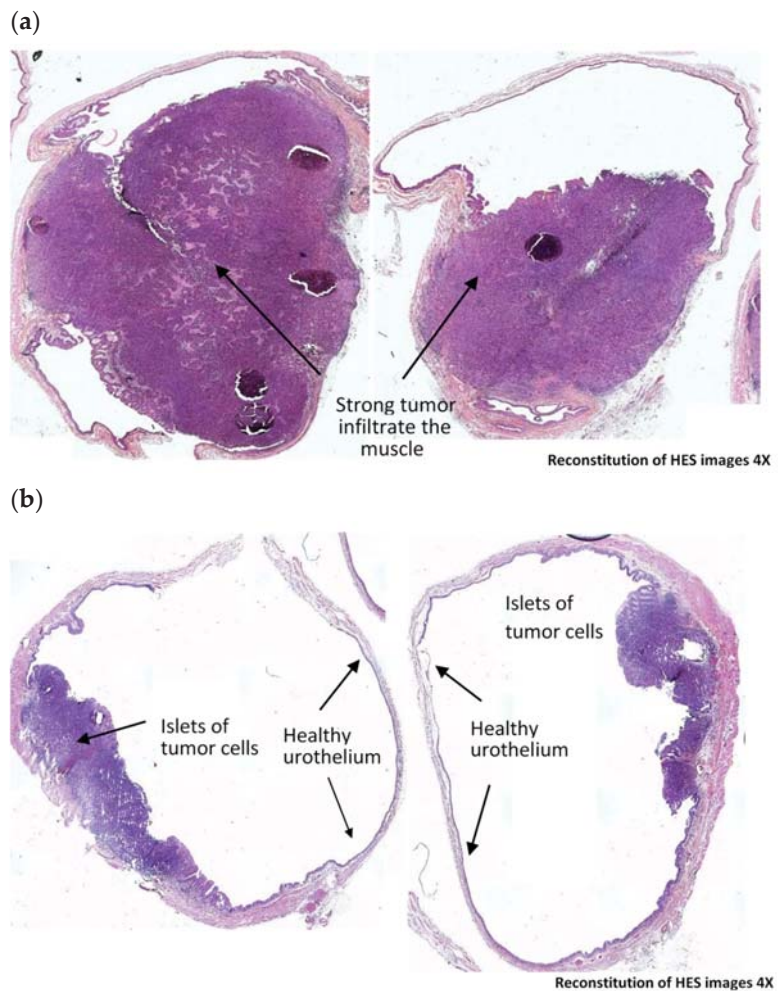 (a)
Strong tumor
infiltrate the
muscle
Reconstitution of HES images 4X
(b)
Islets of
tumor cells
Healthy
urothelium
Islets of
tumor cells
Healthy
urothelium
Reconstitution of HES images 4X